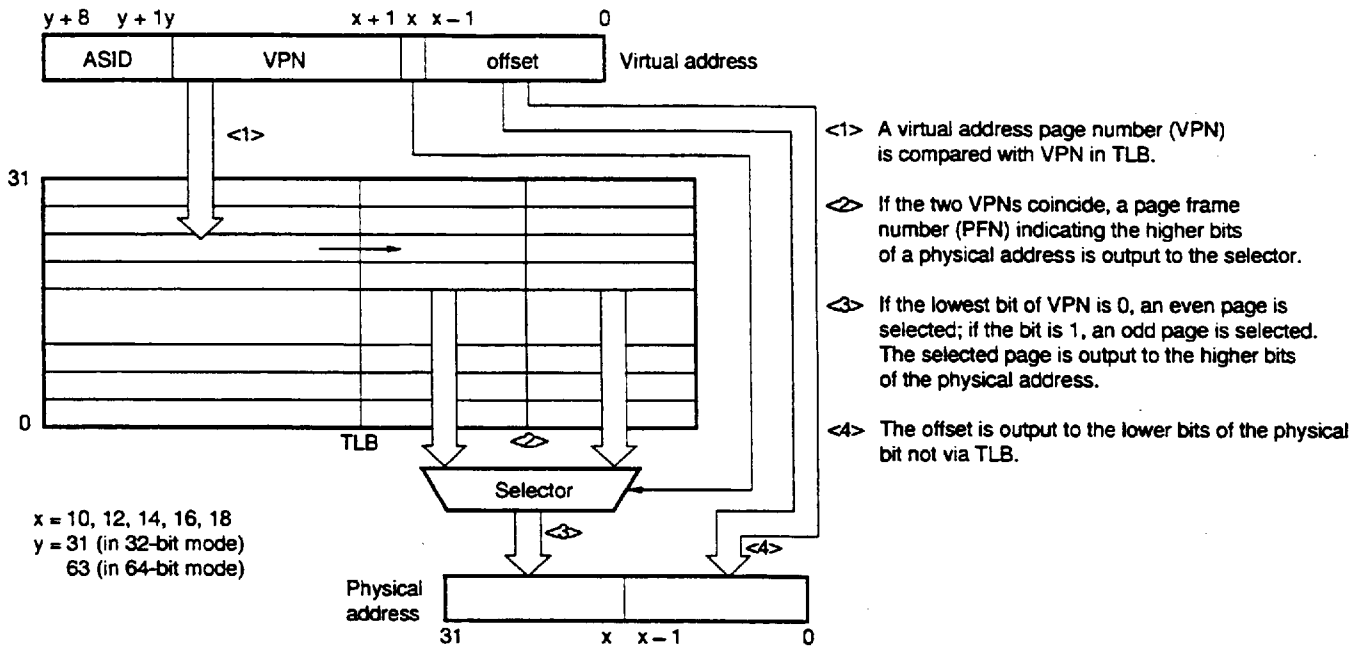 y + 8 y + 1 y x + 1 x x – 1 0
ASID VPN offset Virtual address
<1>
<1> A virtual address page number (VPN)
is compared with VPN in TLB.
31
<2> If the two VPNs coincide, a page frame
number (PFN) indicating the higher bits
of a physical address is output to the selector.
<3> If the lowest bit of VPN is 0, an even page is
selected; if the bit is 1, an odd page is selected.
The selected page is output to the higher bits
of the physical address.
0
TLB <2>
<4> The offset is output to the lower bits of the physical
bit not via TLB.
Selector
x = 10, 12, 14, 16, 18
y = 31 (in 32-bit mode)
63 (in 64-bit mode)
<3>
<4>
Physical
address
31 x x – 1 0